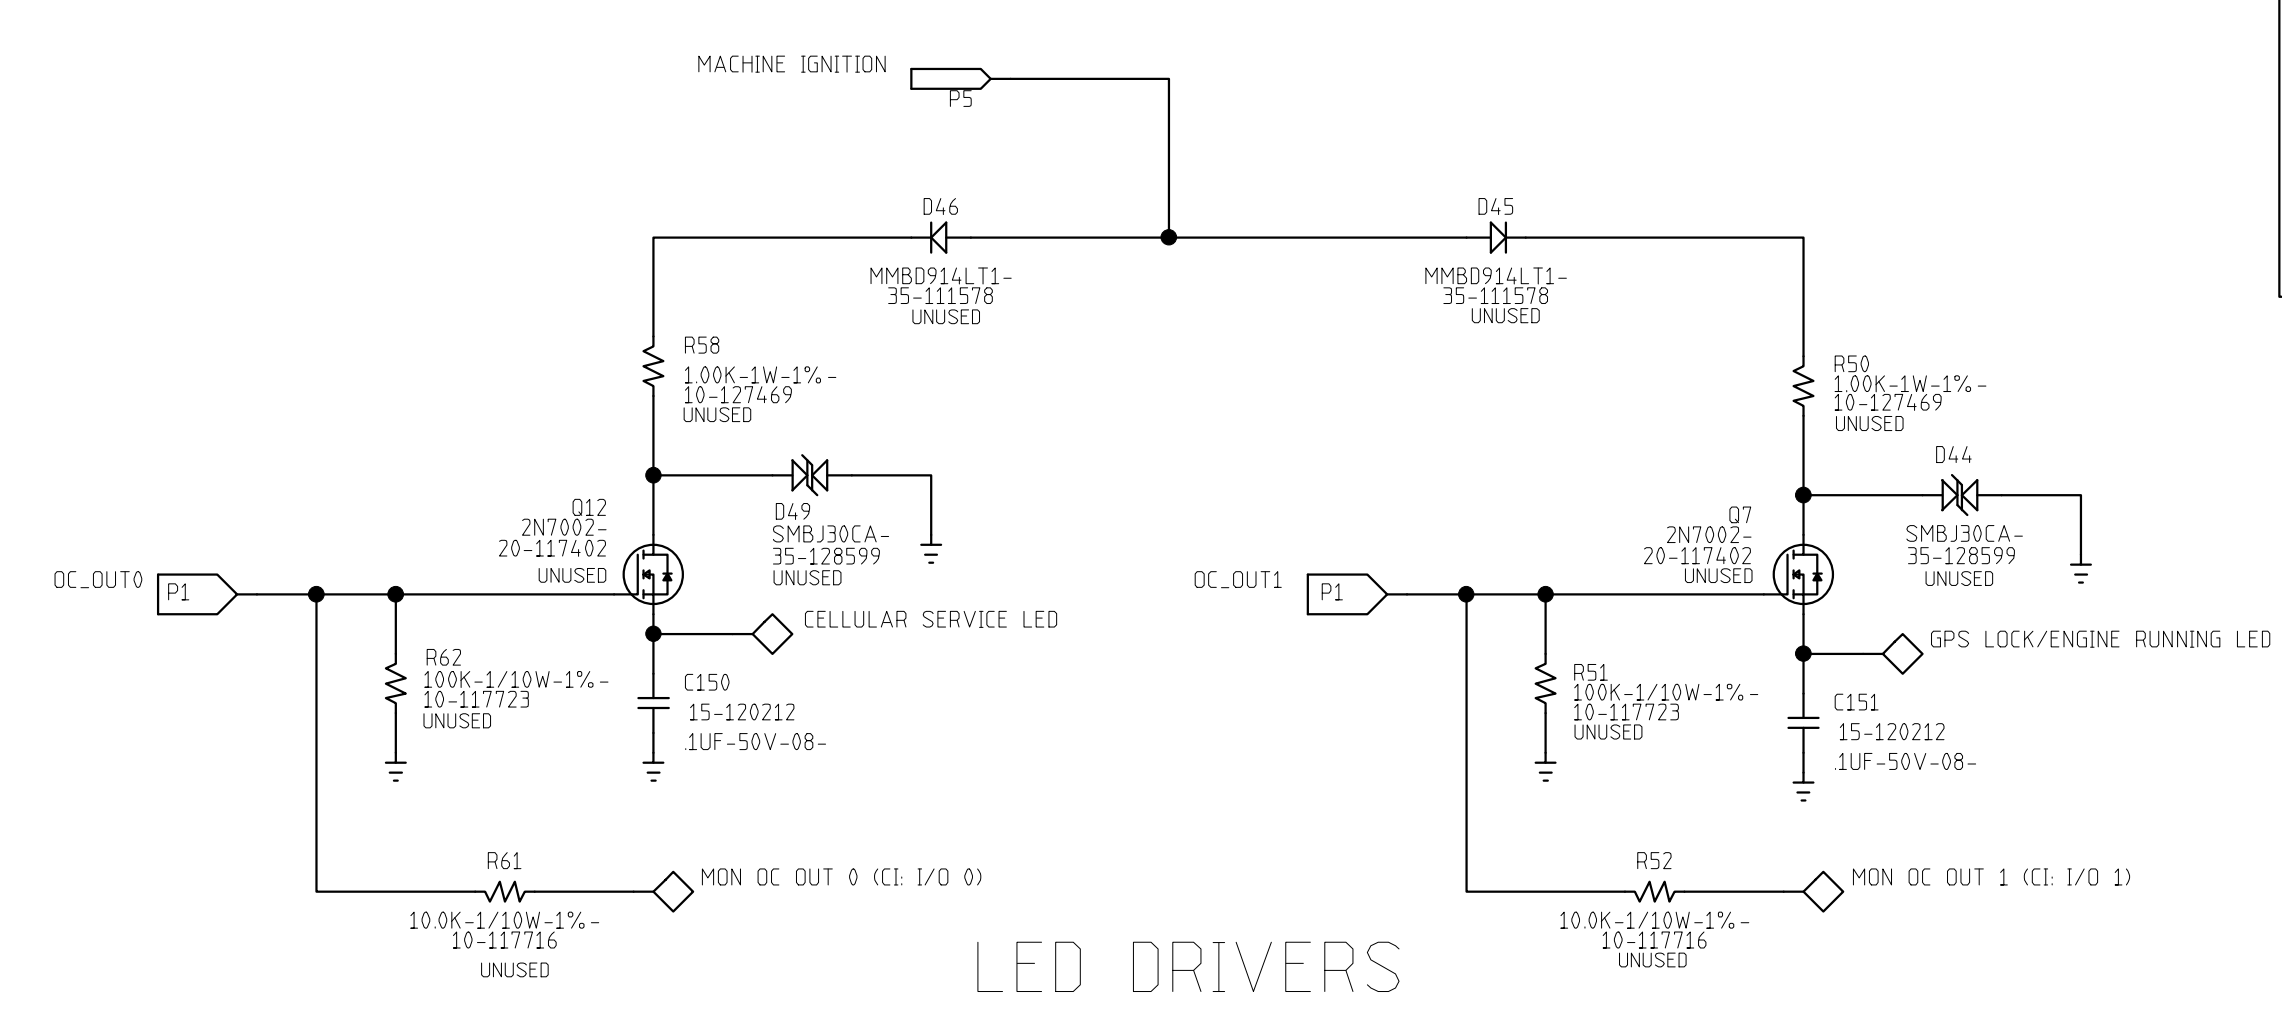 MACHINE IGNITION
P5
D46
MMBD914LT1-
35-111578
UNUSED
D45
MMBD914LT1-
35-111578
UNUSED
R58
1.00K-1W-1%-
10-127469
UNUSED
R50
1.00K-1W-1%-
10-127469
UNUSED
Q12
2N7002-
20-117402
UNUSED
D49
SMBJ30CA-
35-128599
UNUSED
Q7
2N7002-
20-117402
UNUSED
D44
SMBJ30CA-
35-128599
UNUSED
OC_OUT0
P1
CELLULAR SERVICE LED
R62
100K-1/10W-1%-
10-117723
UNUSED
C150
15-120212
.1UF-50V-08-
OC_OUT1
P1
GPS LOCK/ENGINE RUNNING LED
R51
100K-1/10W-1%-
10-117723
UNUSED
C151
15-120212
.1UF-50V-08-
R61
MON OC OUT 0 (CI: I/O 0)
10.0K-1/10W-1%-
10-117716
UNUSED
R52
MON OC OUT 1 (CI: I/O 1)
10.0K-1/10W-1%-
10-117716
UNUSED
LED DRIVERS